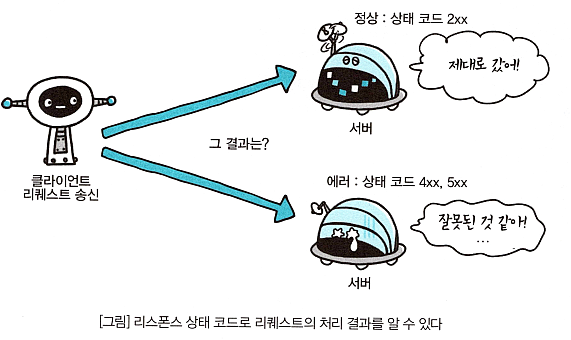 정상 : 상태 코드 2xx
제대로 갔어!
서버
그 결과는?
클라이언트
리퀘스트 송신
에러 : 상태 코드 4xx, 5xx
잘못된 것 같아!
...
서버
[그림] 리스폰스 상태 코드로 리퀘스트의 처리 결과를 알 수 있다